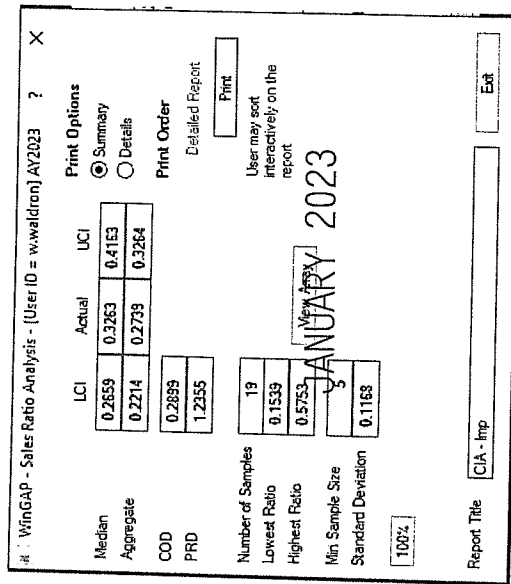 WinGAP - Sales Ratio Analysis - [User ID = w.waldron] AY2023 ? X
LCI Actual UCI
Median 0.2659 0.3263 0.4163
Aggregate 0.2214 0.2739 0.3264
COD 0.2899
PRD 1.2355
Number of Samples 19
Lowest Ratio 0.1539
Highest Ratio 0.5753
Min Sample Size 5
Standard Deviation 0.1168
100%
Print Options
Summary
Details
Print Order
Detailed Report
Print
User may sort
interactively on the
report
View Array
JANUARY 2023
Report Title CIA - Imp
Exit